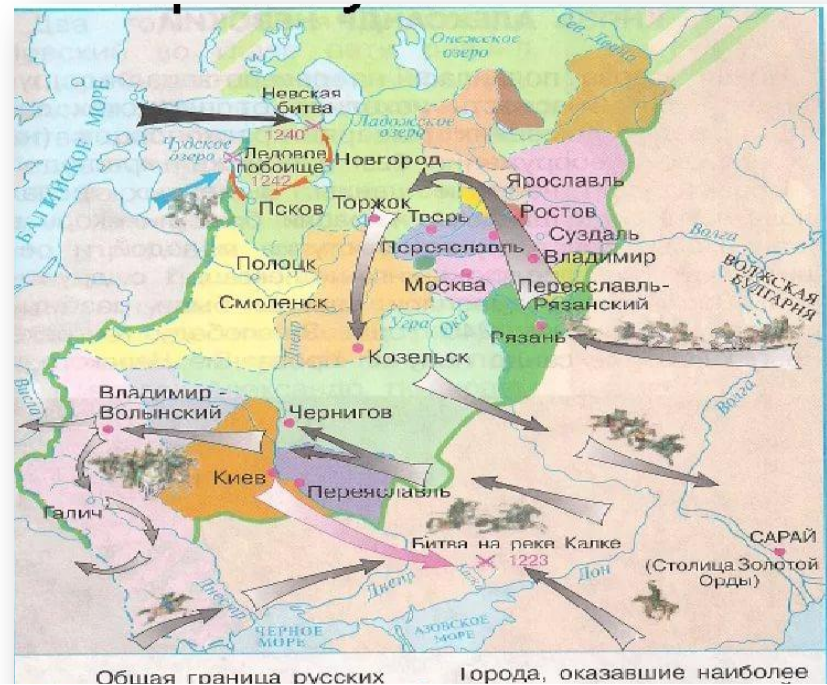 Онежское
озеро
Сев. Двина
БАЛТИЙСКОЕ МОРЕ
Невская
битва
1240
Ладожское
озеро
Чудское
озеро
Ледовое
побоище
1242
Новгород
Псков
Торжок
Тверь
Ярославль
Ростов
Суздаль
Переяславль
Владимир
Волга
ВОЛЖСКАЯ
БУЛГАРИЯ
Полоцк
Москва
Переяславль-
Рязанский
Смоленск
Угра
Ока
Рязань
Днепр
Козельск
Волга
Висла
Владимир -
Волынский
Чернигов
Киев
Переяславль
Галич
Битва на реке Калке
1223
САРАЙ
(Столица Золотой
Орды)
Днестр
Днепр
Дон
ЧЕРНОЕ
МОРЕ
АЗОВСКОЕ
МОРЕ
Общая граница русских
Города, оказавшие наиболее